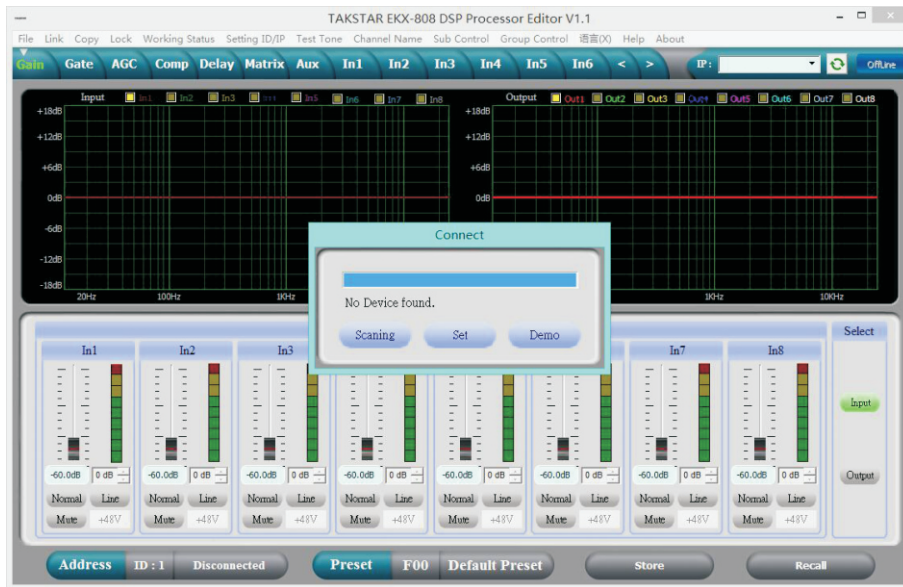 TAKSTAR EKX-808 DSP Processor Editor V1.1
File Link Copy Lock Working Status Setting ID/IP Test Tone Channel Name Sub Control Group Control 语言(X) Help About
Gain Gate AGC Comp Delay Matrix Aux In1 In2 In3 In4 In5 In6 < > IP: OffLine
Input In1 In2 In3 In5 In6 In7 In8
+18dB
+12dB
+6dB
0dB
-6dB
-12dB
-18dB
20Hz 100Hz 1KHz
Output Out1 Out2 Out3 Out4 Out5 Out6 Out7 Out8
+18dB
+12dB
+6dB
0dB
1KHz 10KHz
Connect
No Device found.
Scaning Set Demo
In1 In2 In3 In7 In8
-60.0dB 0 dB -60.0dB 0 dB -60.0dB 0 dB -60.0dB 0 dB -60.0dB 0 dB -60.0dB 0 dB -60.0dB 0 dB -60.0dB 0 dB
Normal Line Normal Line Normal Line Normal Line Normal Line Normal Line Normal Line Normal Line
Mute +48V Mute +48V Mute +48V Mute +48V Mute +48V Mute +48V Mute +48V Mute +48V
Select
Input
Output
Address ID : 1 Disconnected Preset F00 Default Preset Store Recall